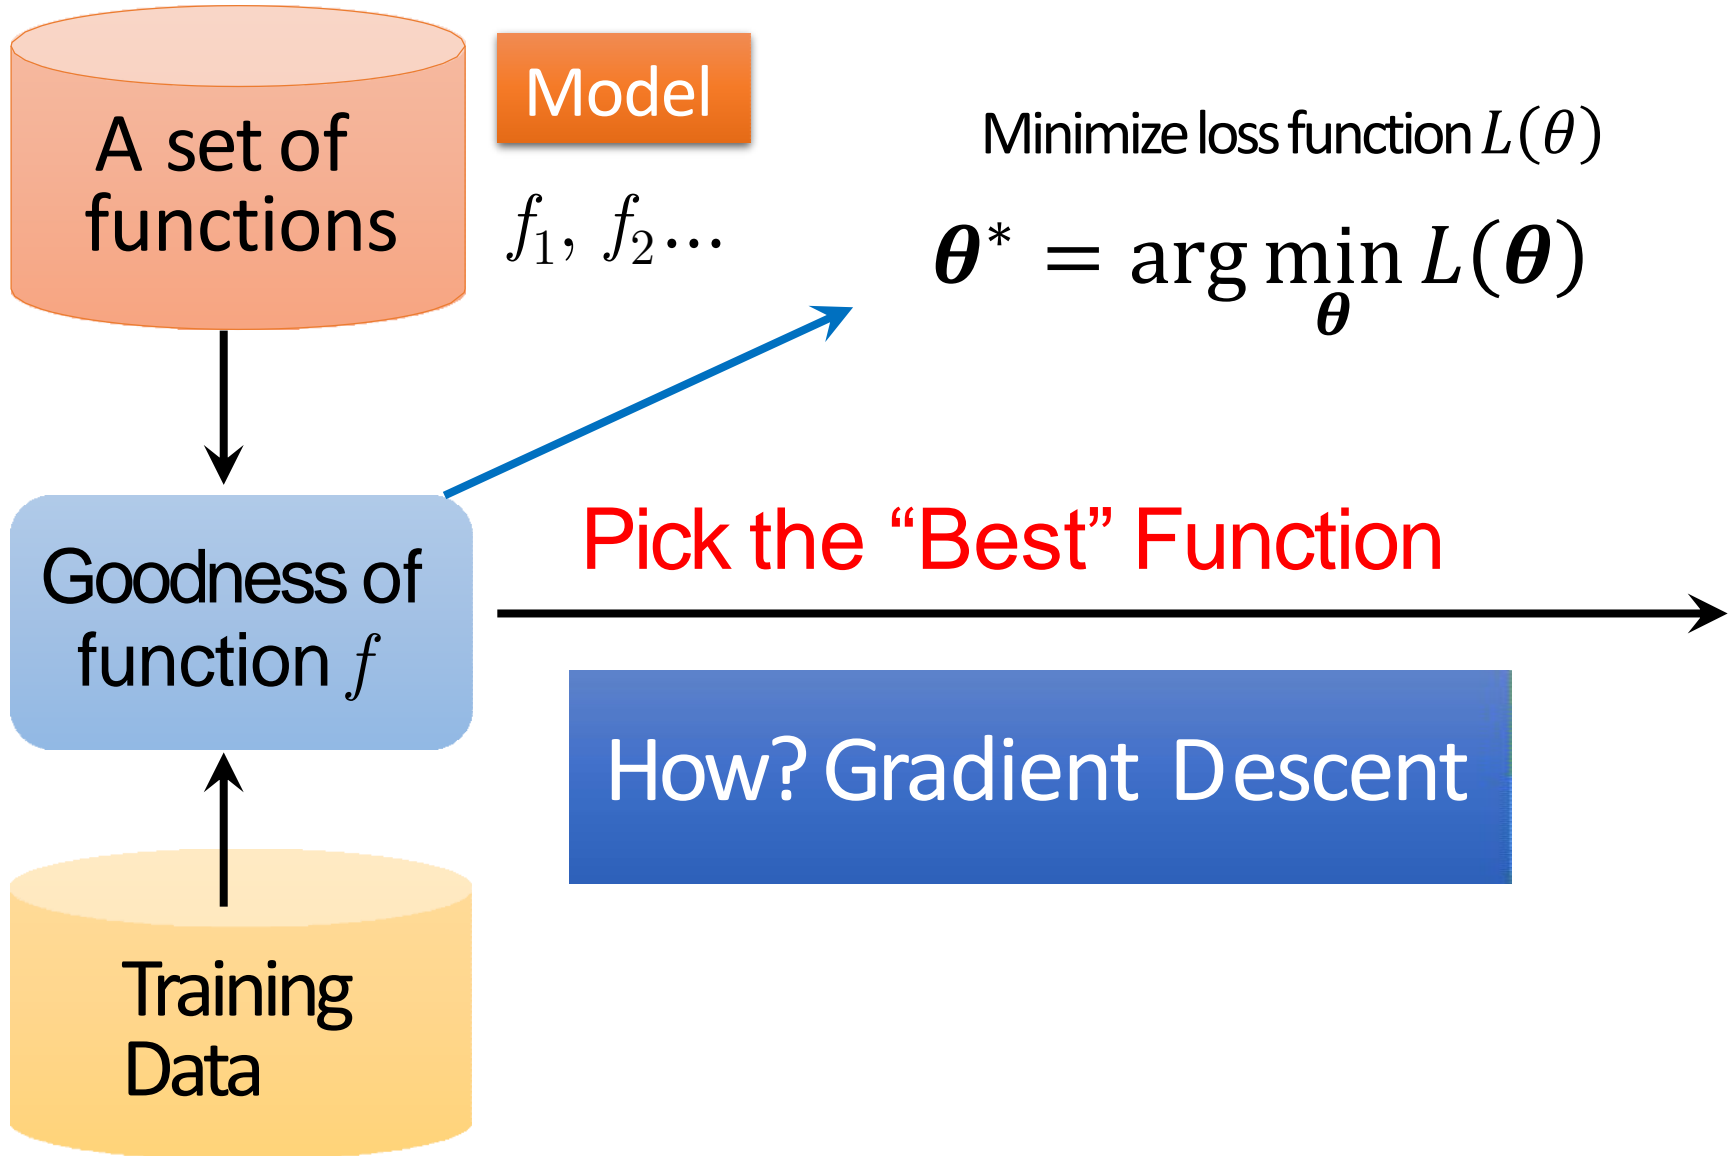 A set of
functions
Model
f₁, f₂...
Minimize loss function L(θ)
θ* = arg min L(θ)
θ
Goodness of
function f
Pick the “Best” Function
How? Gradient Descent
Training
Data